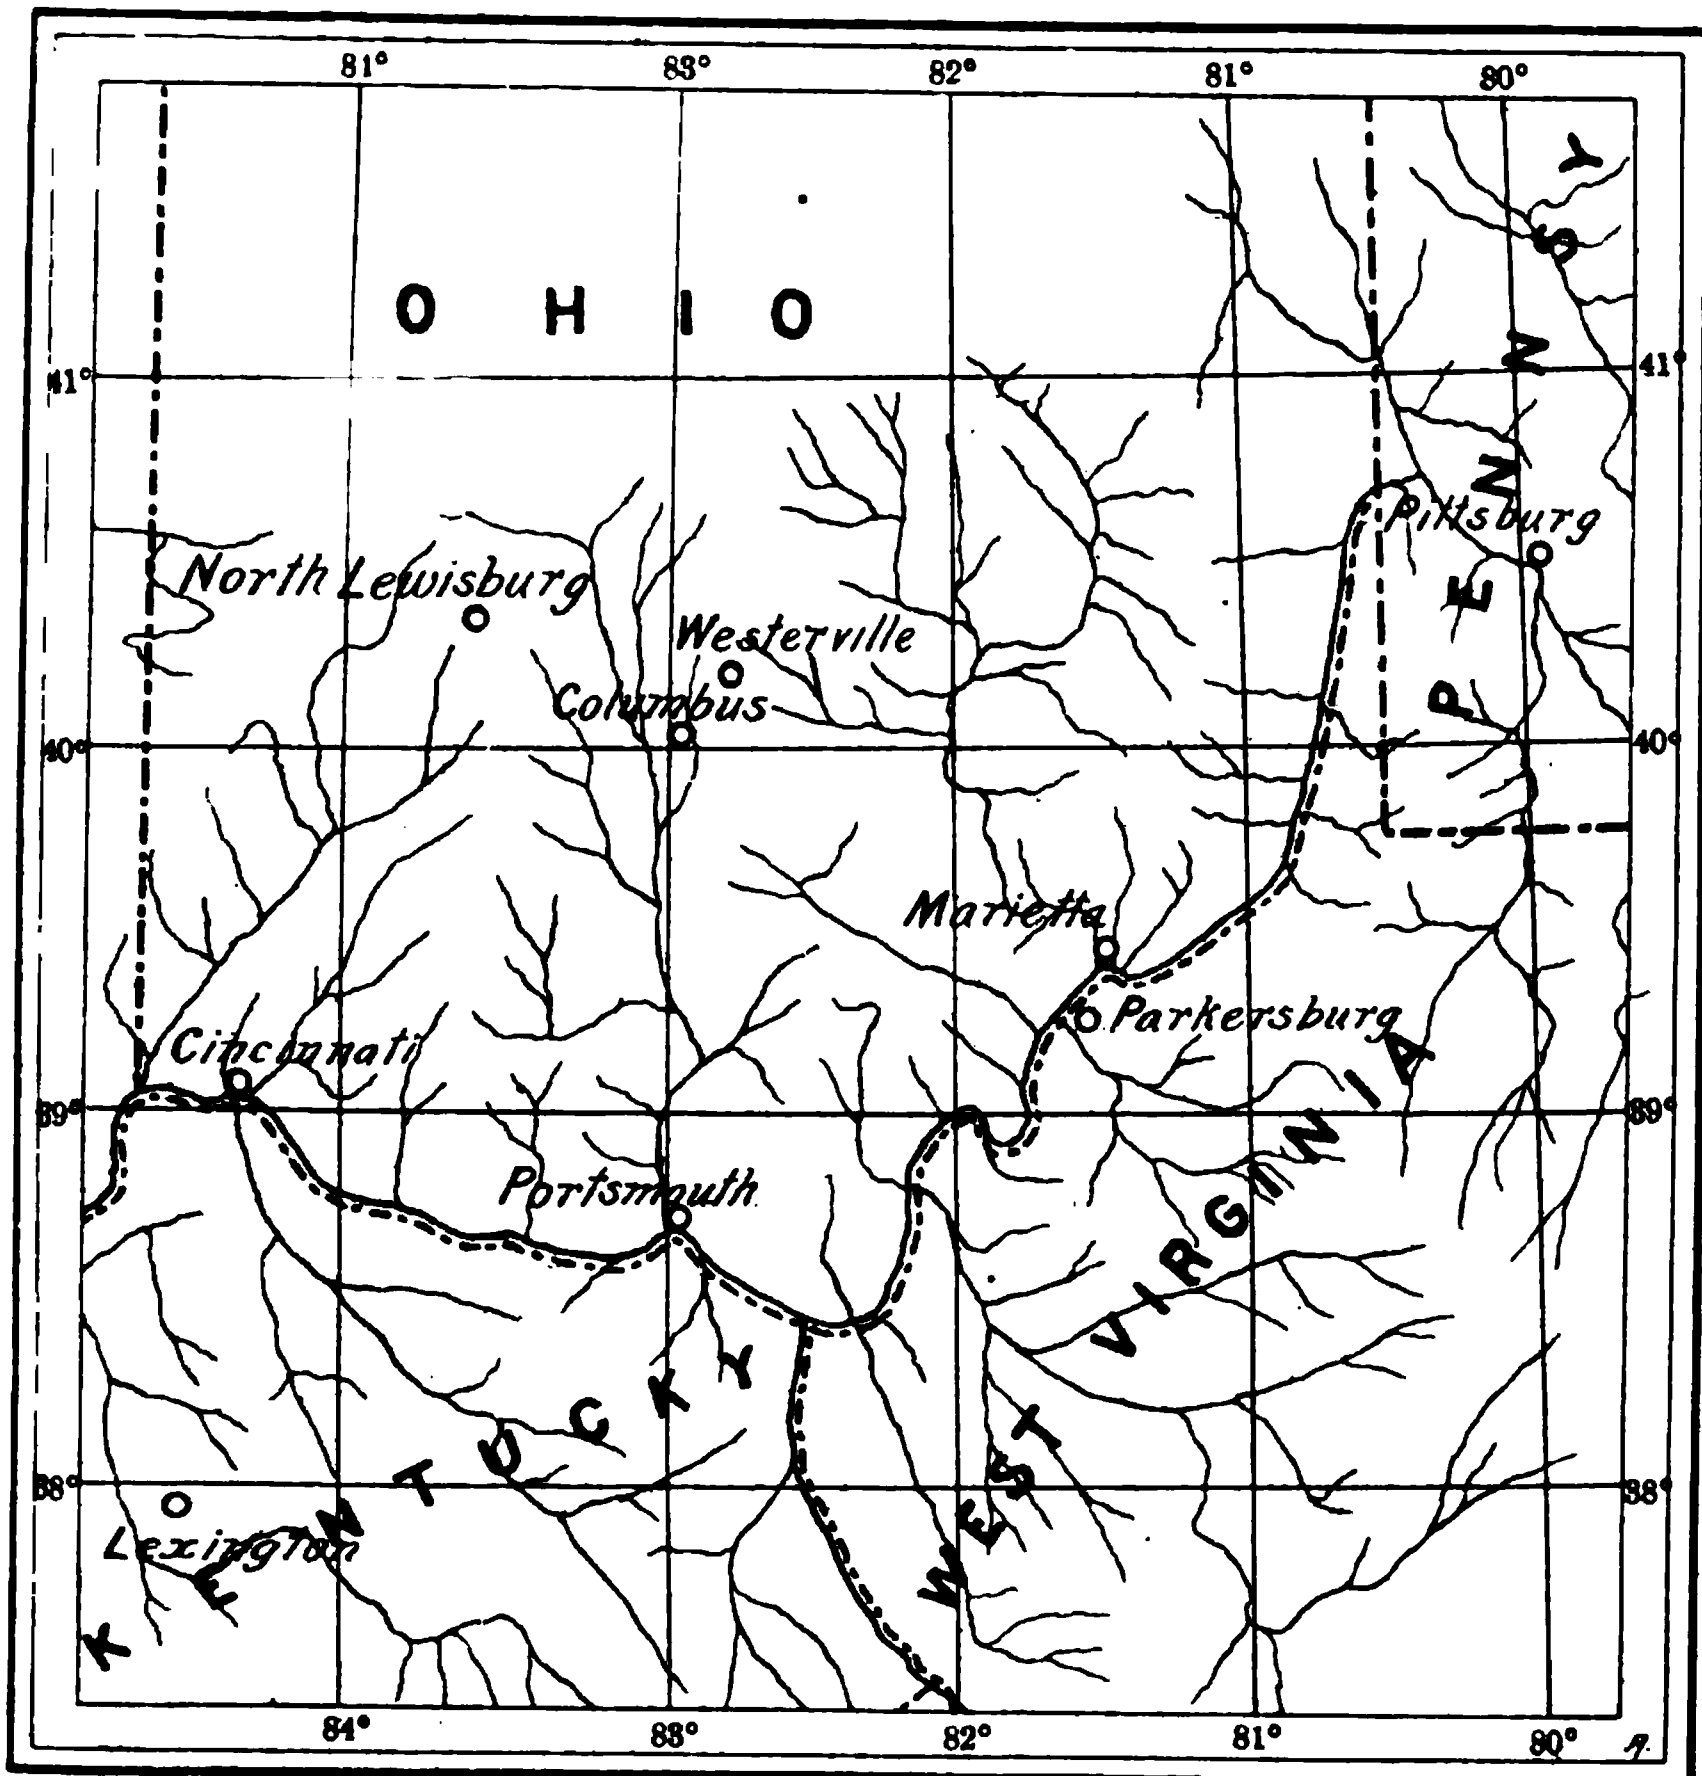 81° 83° 82° 81° 80°
OHIO
PENNSY
41° 41°
Pittsburg
North Lewisburg
Westerville
Columbus
40° 40°
Marietta
Parkersburg
Cincinnati
39° 39°
Portsmouth
WEST VIRGINIA
KENTUCKY
38° 38°
Lexington
84° 83° 82° 81° 80°